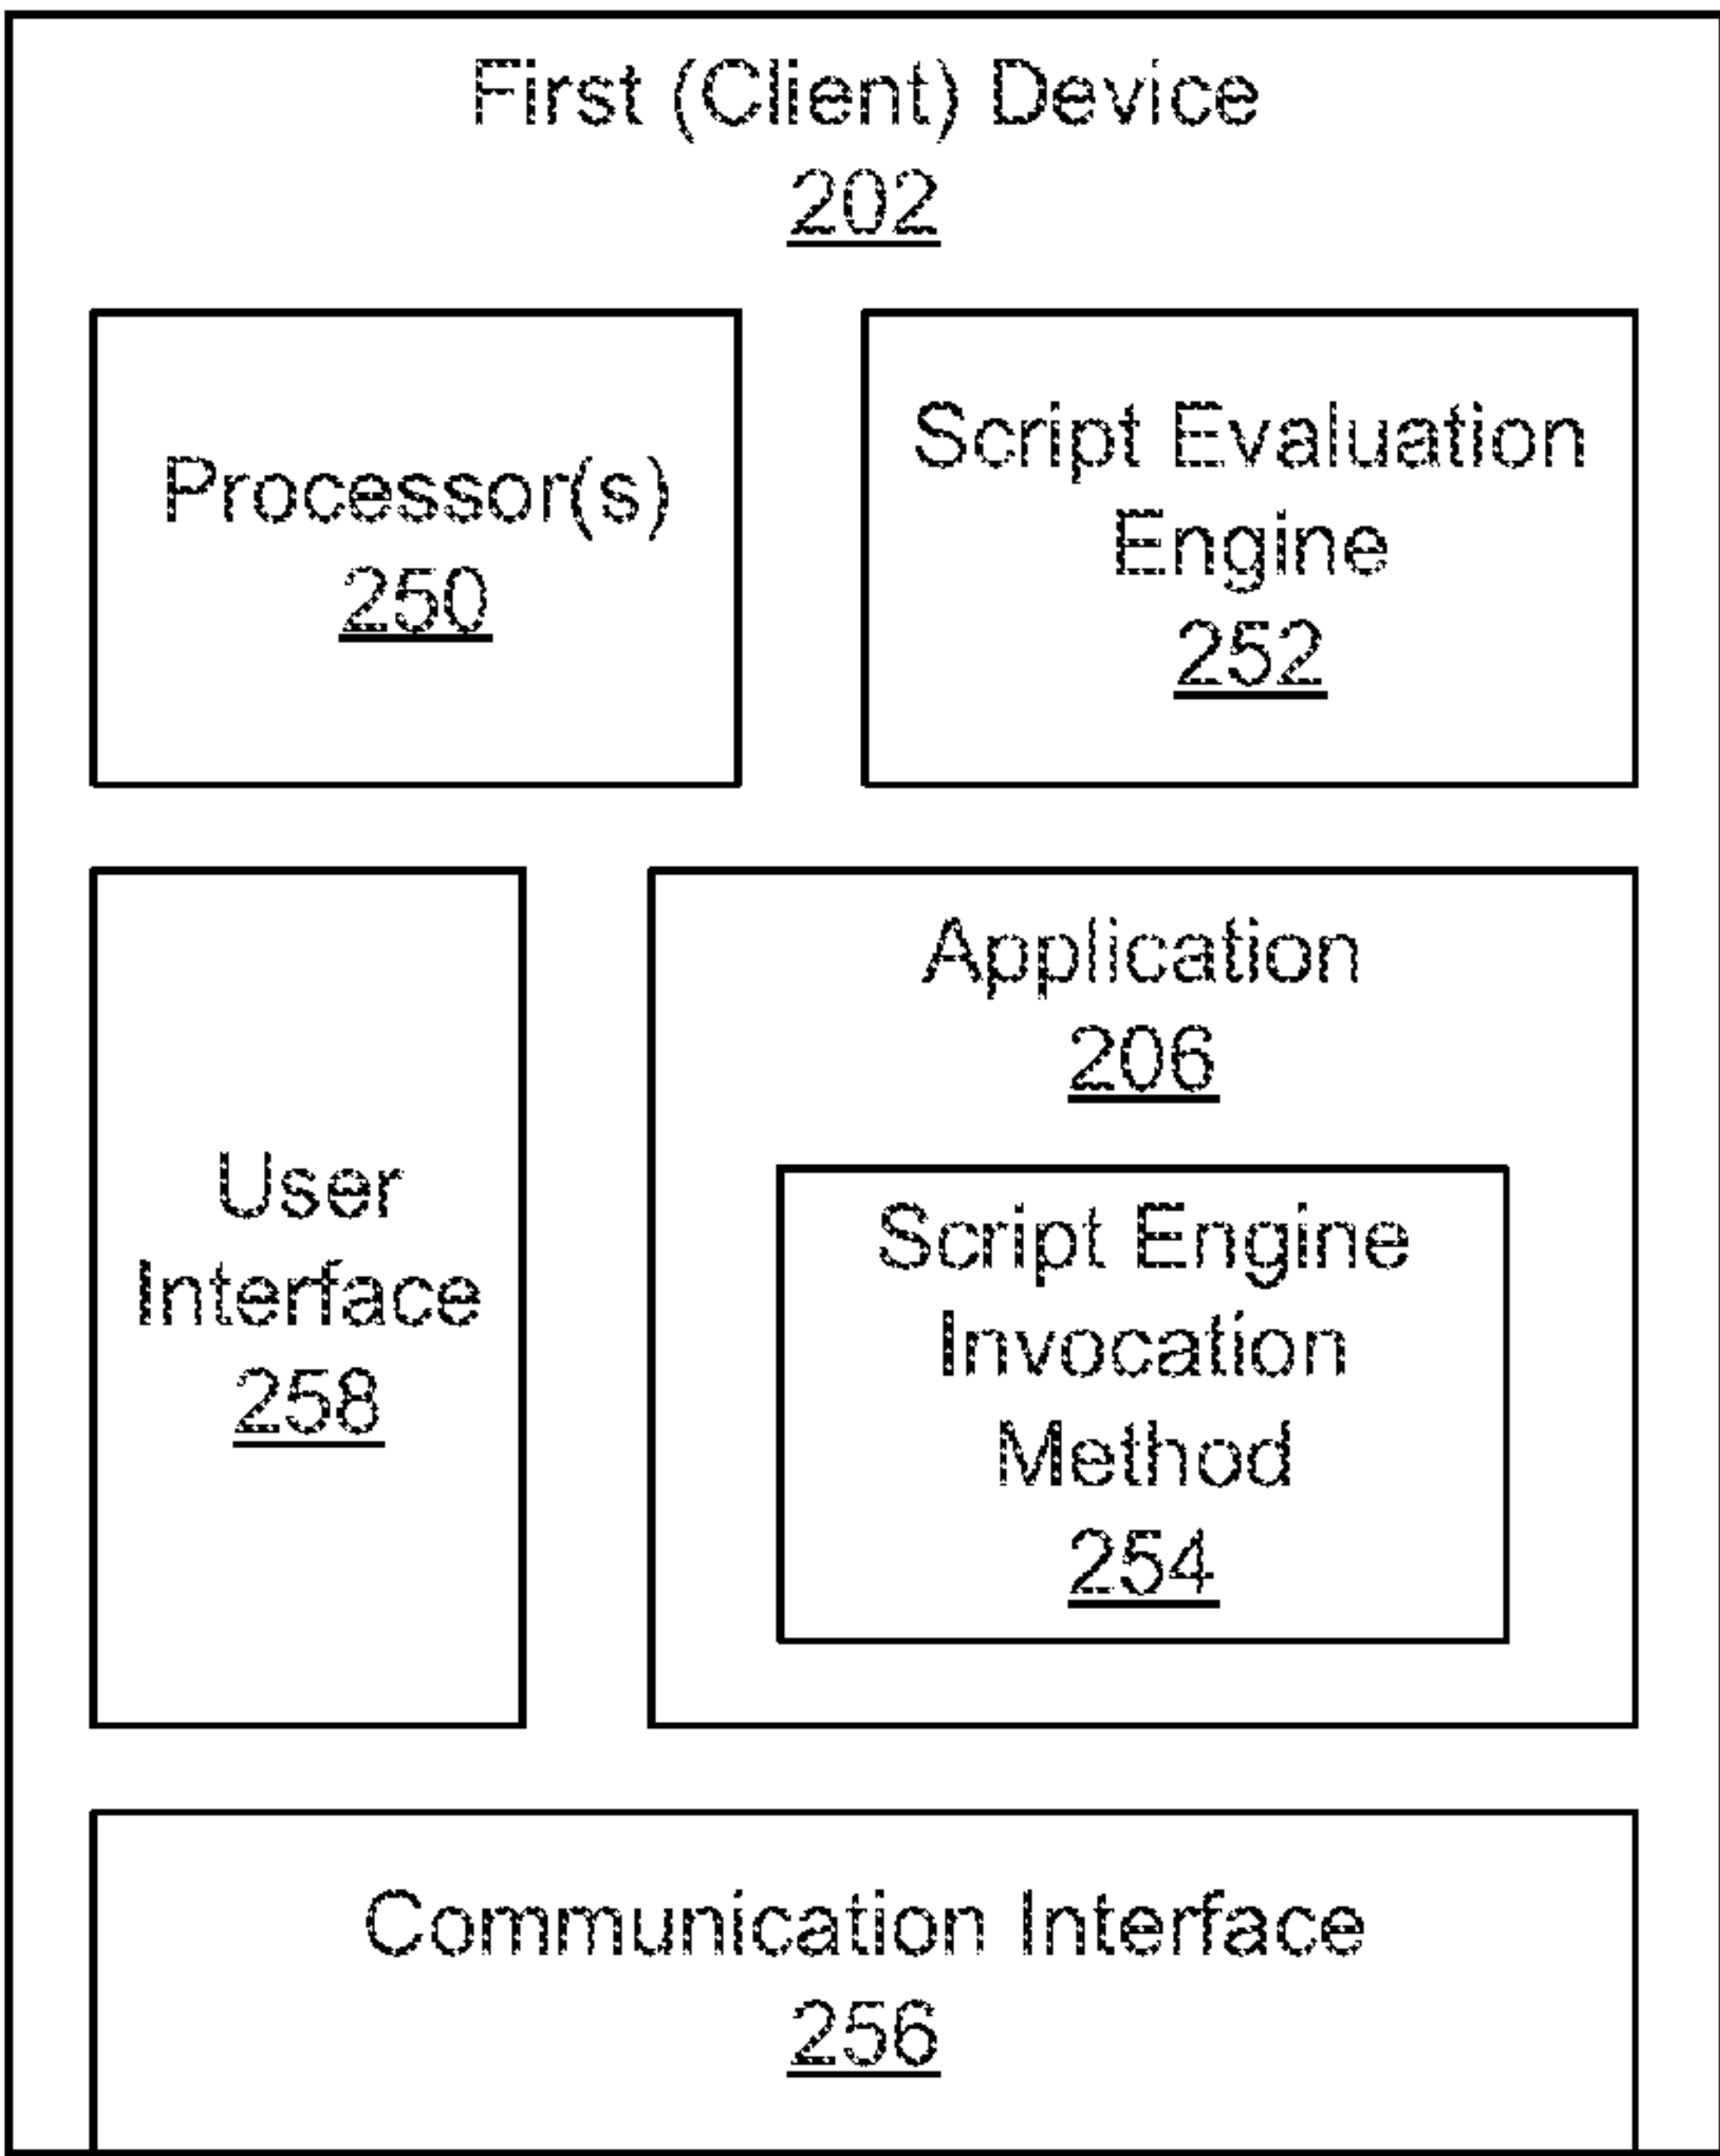 First (Client) Device
202
Processor(s)
250
Script Evaluation
Engine
252
User
Interface
258
Application
206
Script Engine
Invocation
Method
254
Communication Interface
256